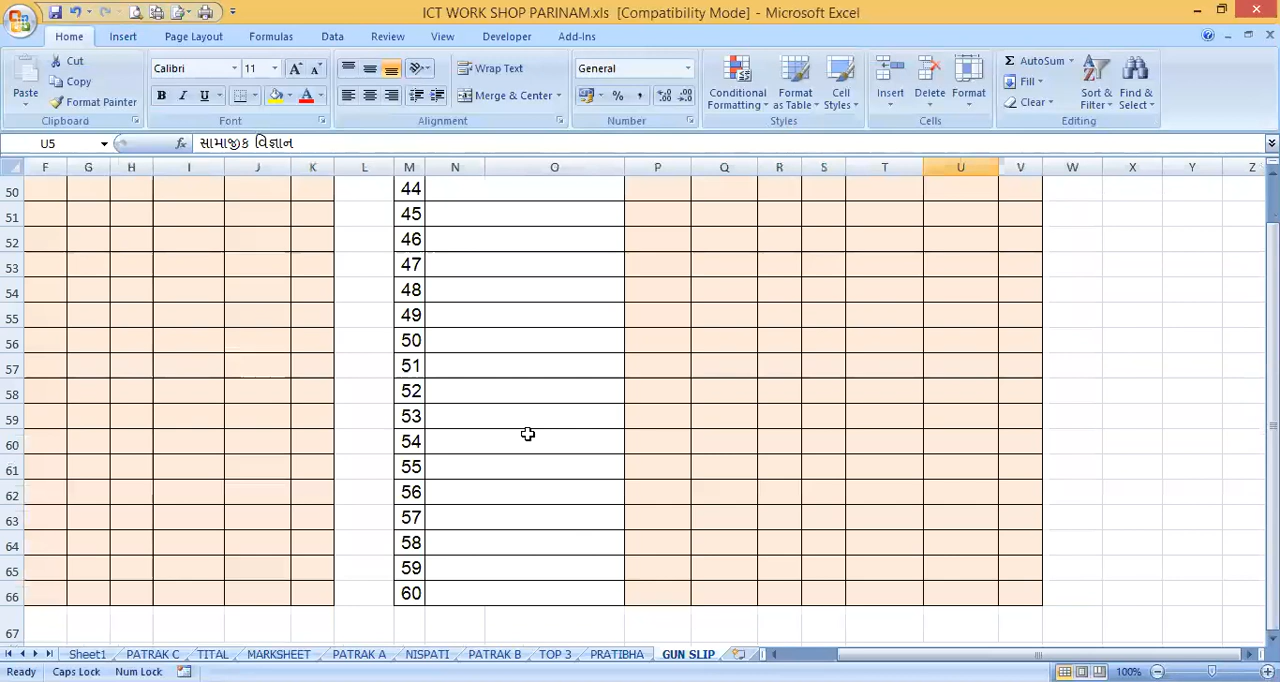 ICT WORK SHOP PARINAM.xls [Compatibility Mode] - Microsoft Excel
Home Insert Page Layout Formulas Data Review View Developer Add-Ins
Cut Calibri 11 A A Wrap Text General AutoSum
Paste Copy Conditional Format Cell Insert Delete Format Fill Sort & Find &
Format Painter B I U A Merge & Center % , Formatting as Table Styles Clear Filter Select
Clipboard Font Alignment Number Styles Cells Editing
U5 fx સામાજીક વિજ્ઞાન
F G H I J K L M N O P Q R S T U V W X Y Z
50 44
51 45
52 46
53 47
54 48
55 49
56 50
57 51
58 52
59 53
60 54
61 55
62 56
63 57
64 58
65 59
66 60
67
Sheet1 PATRAK C TITAL MARKSHEET PATRAK A NISPATI PATRAK B TOP 3 PRATIBHA GUN SLIP
Ready Caps Lock Num Lock 100%